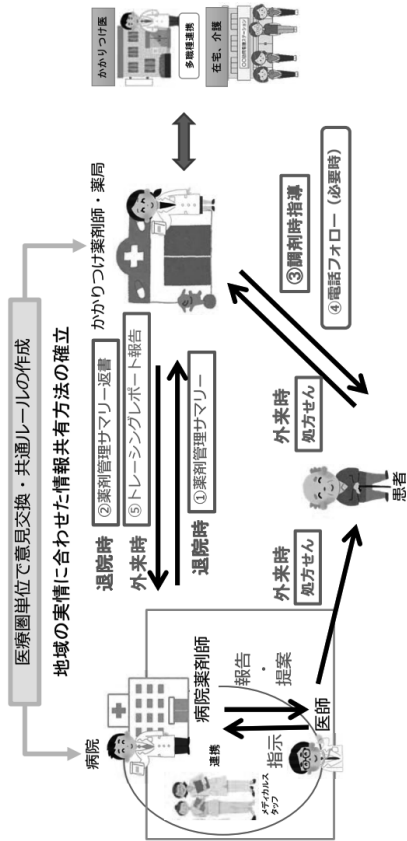 医療圏単位で意見交換・共通ルールの作成
地域の実情に合わせた情報共有方法の確立
病院
病院薬剤師
連携
メディカルス
タッフ
報告
・
提案
指示
医師
退院時
②薬剤管理サマリー返書
外来時
⑤トレーシングレポート報告
①薬剤管理サマリー
退院時
外来時
処方せん
患者
外来時
処方せん
かかりつけ薬剤師・薬局
③調剤時指導
④電話フォロー（必要時）
かかりつけ医
多職種連携
在宅、介護